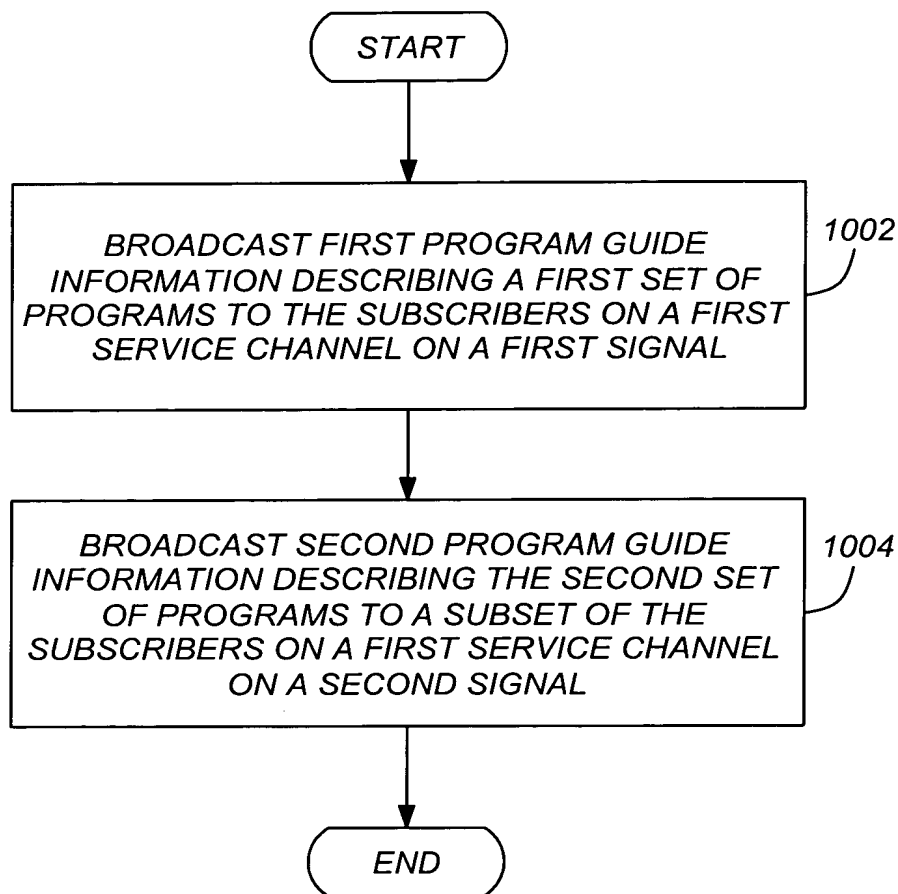 START
BROADCAST FIRST PROGRAM GUIDE
INFORMATION DESCRIBING A FIRST SET OF
PROGRAMS TO THE SUBSCRIBERS ON A FIRST
SERVICE CHANNEL ON A FIRST SIGNAL
1002
BROADCAST SECOND PROGRAM GUIDE
INFORMATION DESCRIBING THE SECOND SET
OF PROGRAMS TO A SUBSET OF THE
SUBSCRIBERS ON A FIRST SERVICE CHANNEL
ON A SECOND SIGNAL
1004
END